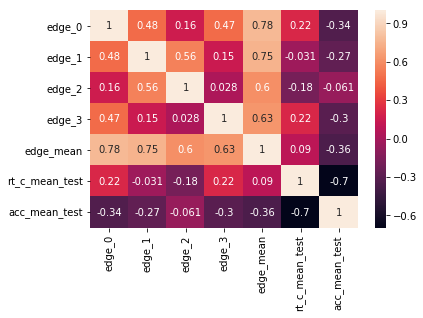 edge_0 1 0.48 0.16 0.47 0.78 0.22 -0.34
edge_1 0.48 1 0.56 0.15 0.75 -0.031 -0.27
edge_2 0.16 0.56 1 0.028 0.6 -0.18 -0.061
edge_3 0.47 0.15 0.028 1 0.63 0.22 -0.3
edge_mean 0.78 0.75 0.6 0.63 1 0.09 -0.36
rt_c_mean_test 0.22 -0.031 -0.18 0.22 0.09 1 -0.7
acc_mean_test -0.34 -0.27 -0.061 -0.3 -0.36 -0.7 1
edge_0 edge_1 edge_2 edge_3 edge_mean rt_c_mean_test acc_mean_test
0.9
0.6
0.3
0.0
−0.3
−0.6